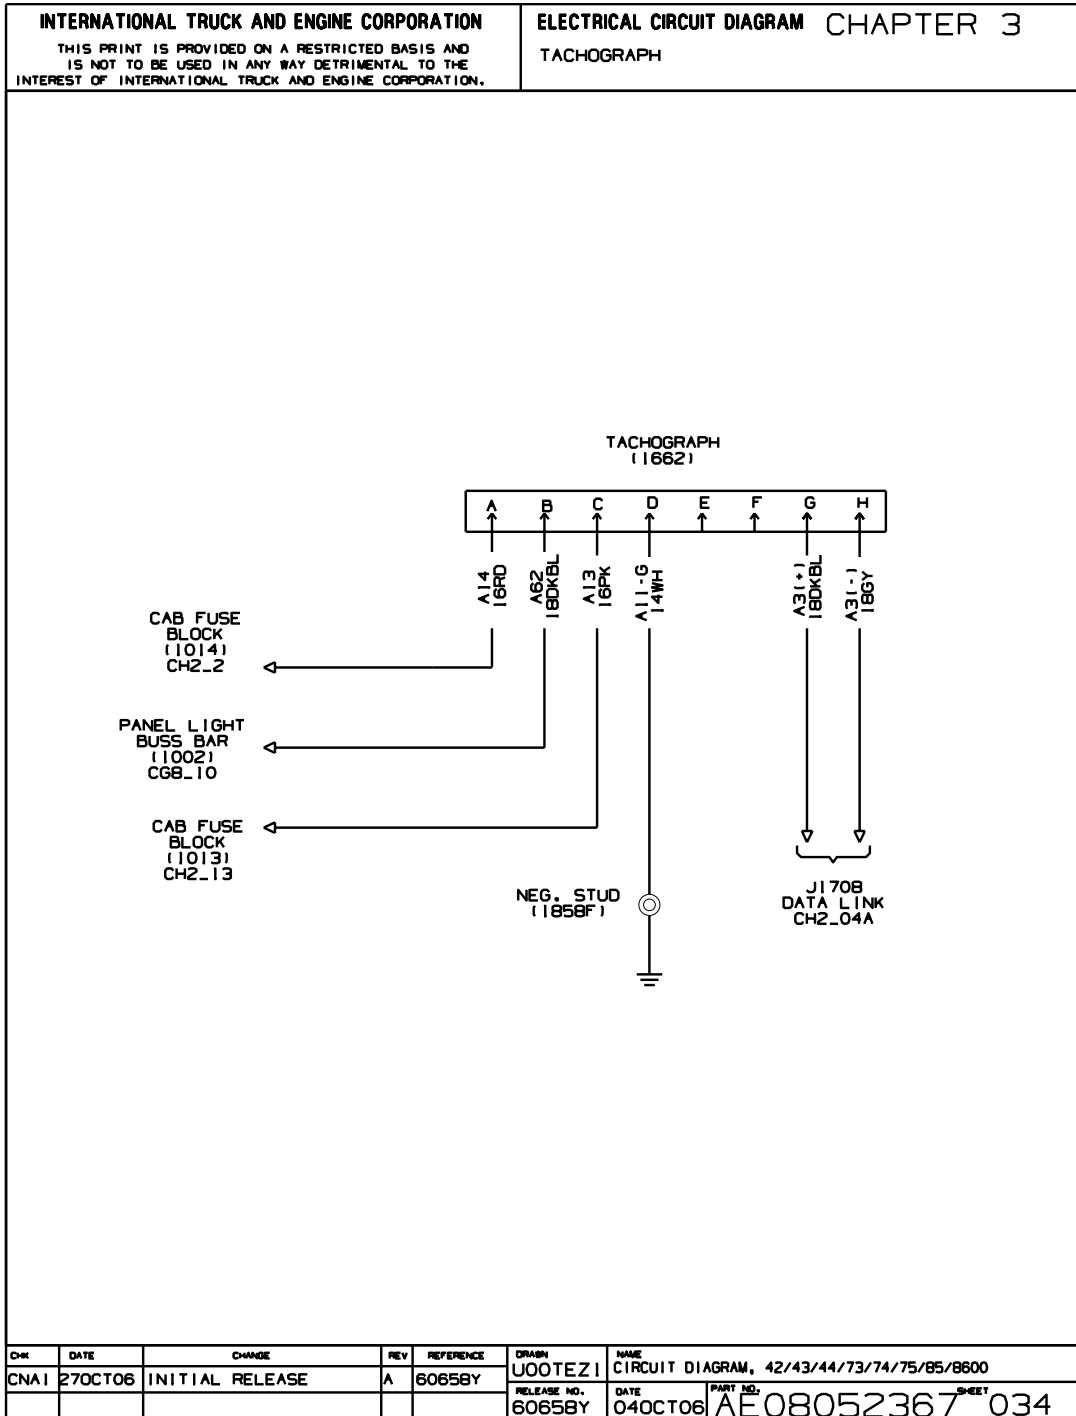 INTERNATIONAL TRUCK AND ENGINE CORPORATION
THIS PRINT IS PROVIDED ON A RESTRICTED BASIS AND
IS NOT TO BE USED IN ANY WAY DETRIMENTAL TO THE
INTEREST OF INTERNATIONAL TRUCK AND ENGINE CORPORATION.
ELECTRICAL CIRCUIT DIAGRAM CHAPTER 3
TACHOGRAPH
TACHOGRAPH
(1662)
A B C D E F G H
A14
16RD
A62
18DKBL
A13
16PK
A11-G
14WH
A3(+)
18DKBL
A3(-)
18GY
CAB FUSE
BLOCK
(1014)
CH2_2
PANEL LIGHT
BUSS BAR
(1002)
CG8_10
CAB FUSE
BLOCK
(1013)
CH2_13
NEG. STUD
(1858F)
J1708
DATA LINK
CH2_04A
CHK DATE CHANGE REV REFERENCE
CNA1 27OCT06 INITIAL RELEASE A 60658Y
DRAWN
U00TEZ1
NAME
CIRCUIT DIAGRAM, 42/43/44/73/74/75/85/8600
RELEASE NO.
60658Y
DATE
04OCT06
PART NO.
AE08052367
SHEET
034